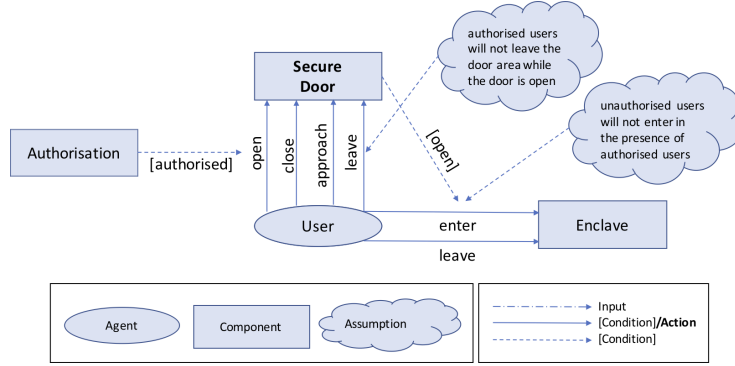 authorised users
will not leave the
door area while
the door is open
Secure
Door
unauthorised users
will not enter in
the presence of
authorised users
Authorisation
[authorised]
open
close
approach
leave
[open]
User
enter
Enclave
leave
Agent
Component
Assumption
Input
[Condition]/Action
[Condition]